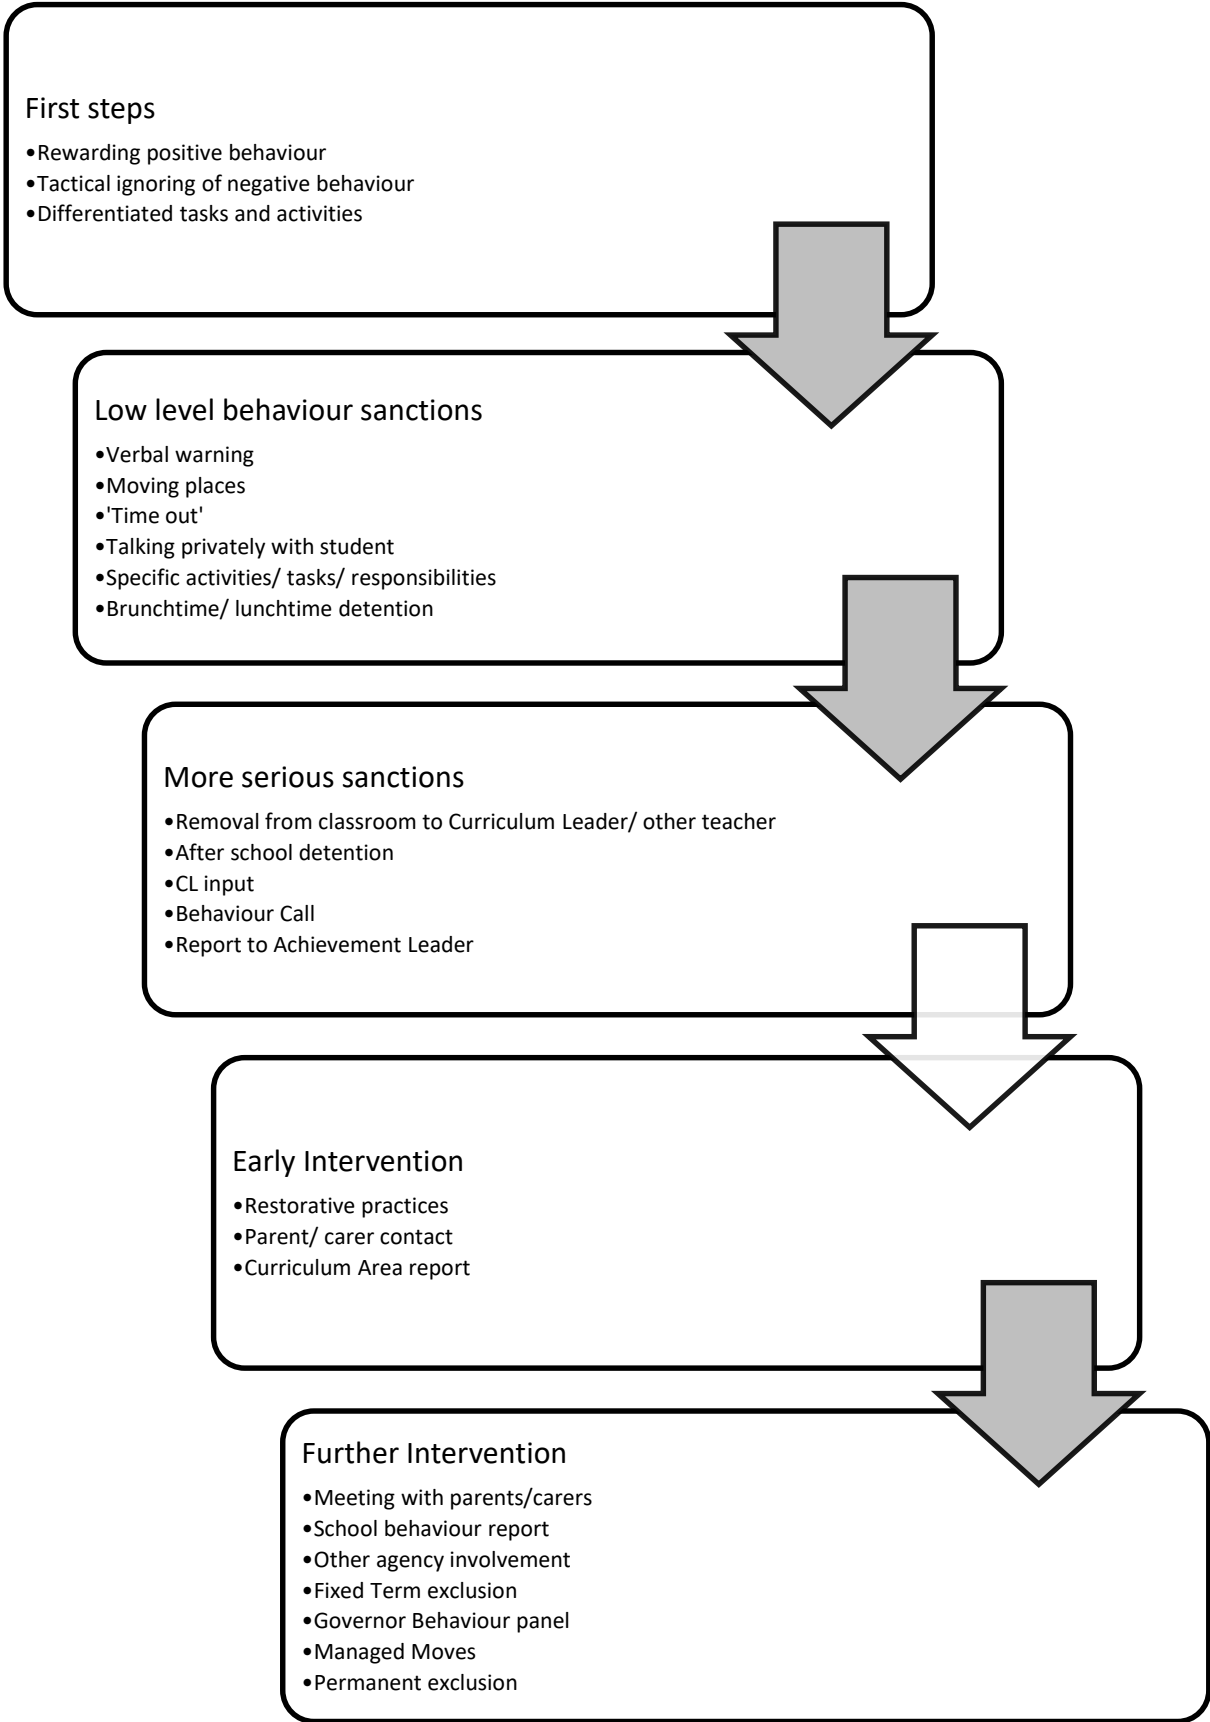 First steps
•Rewarding positive behaviour
•Tactical ignoring of negative behaviour
•Differentiated tasks and activities
Low level behaviour sanctions
•Verbal warning
•Moving places
•'Time out'
•Talking privately with student
•Specific activities/ tasks/ responsibilities
•Brunchtime/ lunchtime detention
More serious sanctions
•Removal from classroom to Curriculum Leader/ other teacher
•After school detention
•CL input
•Behaviour Call
•Report to Achievement Leader
Early Intervention
•Restorative practices
•Parent/ carer contact
•Curriculum Area report
Further Intervention
•Meeting with parents/carers
•School behaviour report
•Other agency involvement
•Fixed Term exclusion
•Governor Behaviour panel
•Managed Moves
•Permanent exclusion